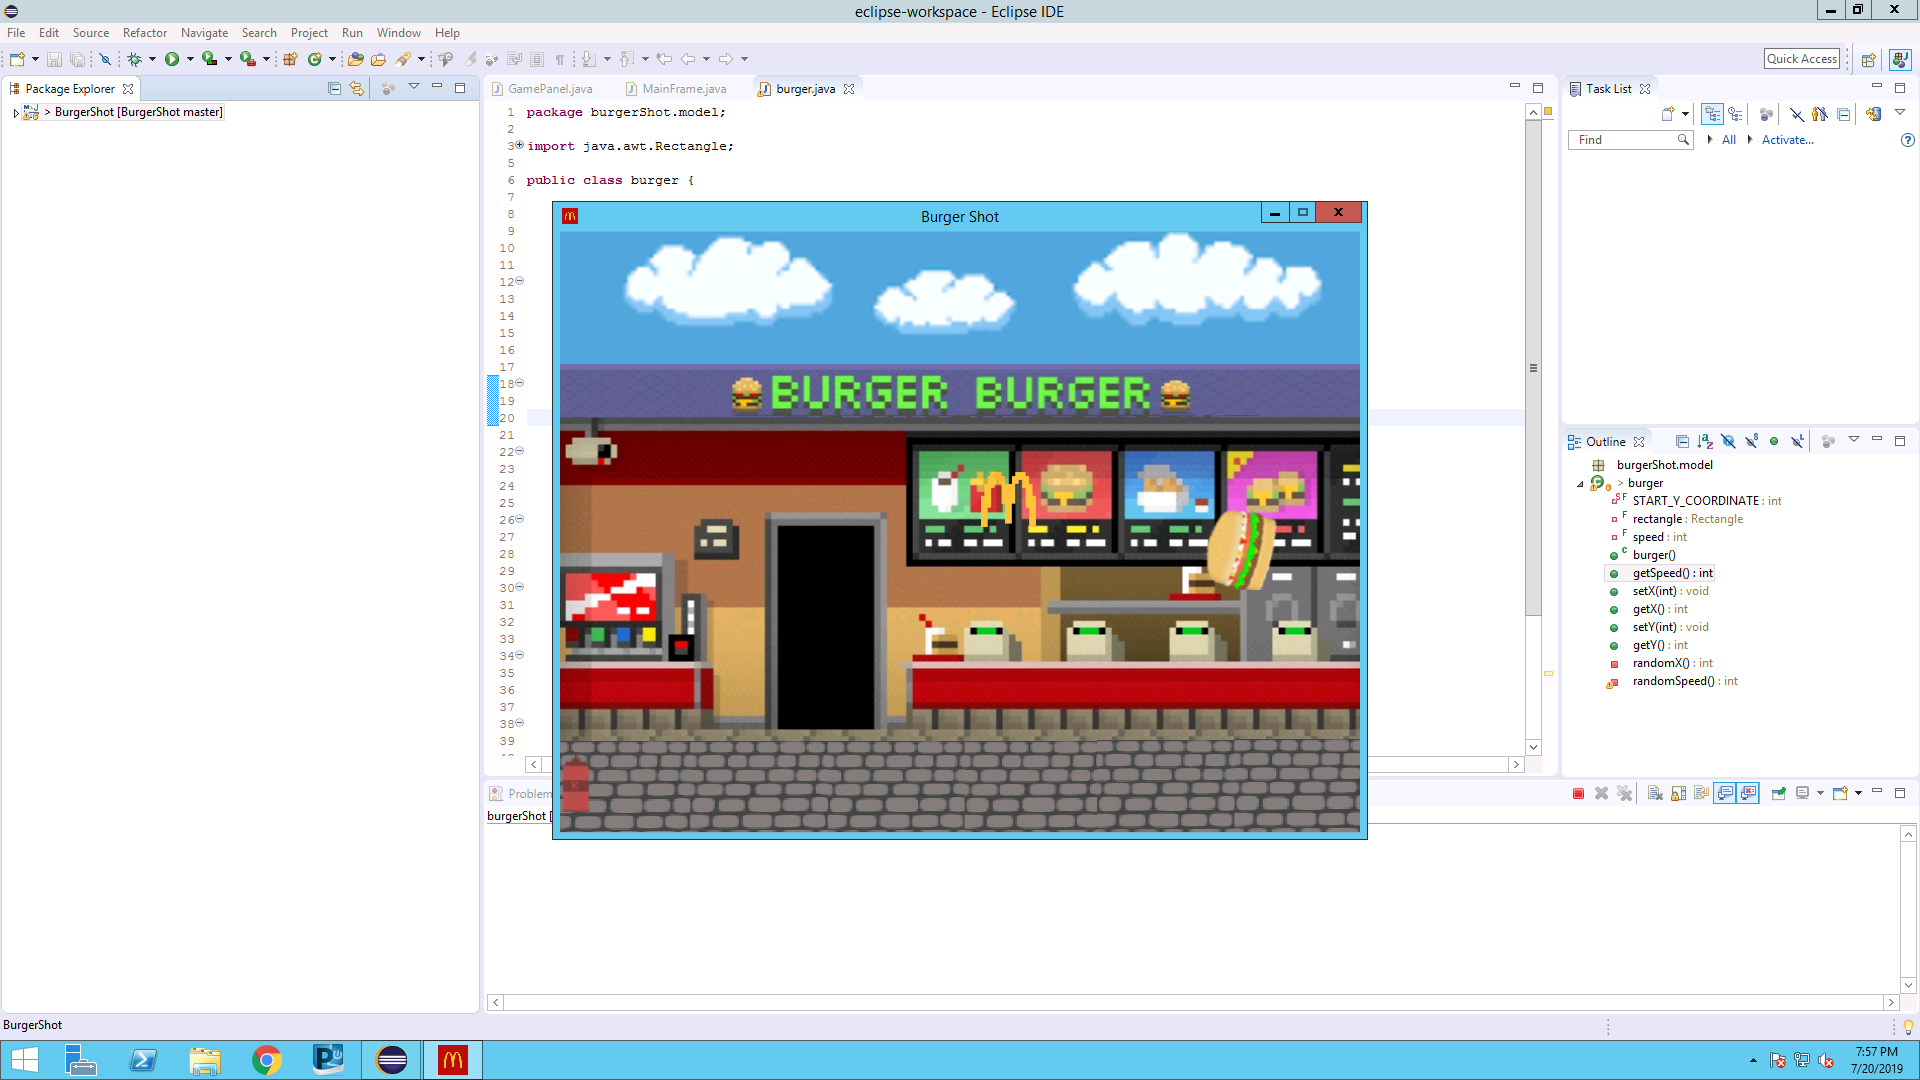 eclipse-workspace - Eclipse IDE
File Edit Source Refactor Navigate Search Project Run Window Help
Quick Access
Package Explorer
> BurgerShot [BurgerShot master]
GamePanel.java MainFrame.java burger.java
1 package burgerShot.model;
2
3 import java.awt.Rectangle;
5
6 public class burger {
7
8
9
10
11
12
13
14
15
16
17
18
19
20
21
22
23
24
25
26
27
28
29
30
31
32
33
34
35
36
37
38
39
Burger Shot
BURGER BURGER
Task List
Find All Activate...
Outline
burgerShot.model
> burger
START_Y_COORDINATE : int
rectangle : Rectangle
speed : int
burger()
getSpeed() : int
setX(int) : void
getX() : int
setY(int) : void
getY() : int
randomX() : int
randomSpeed() : int
Problem
burgerShot [
BurgerShot
7:57 PM
7/20/2019